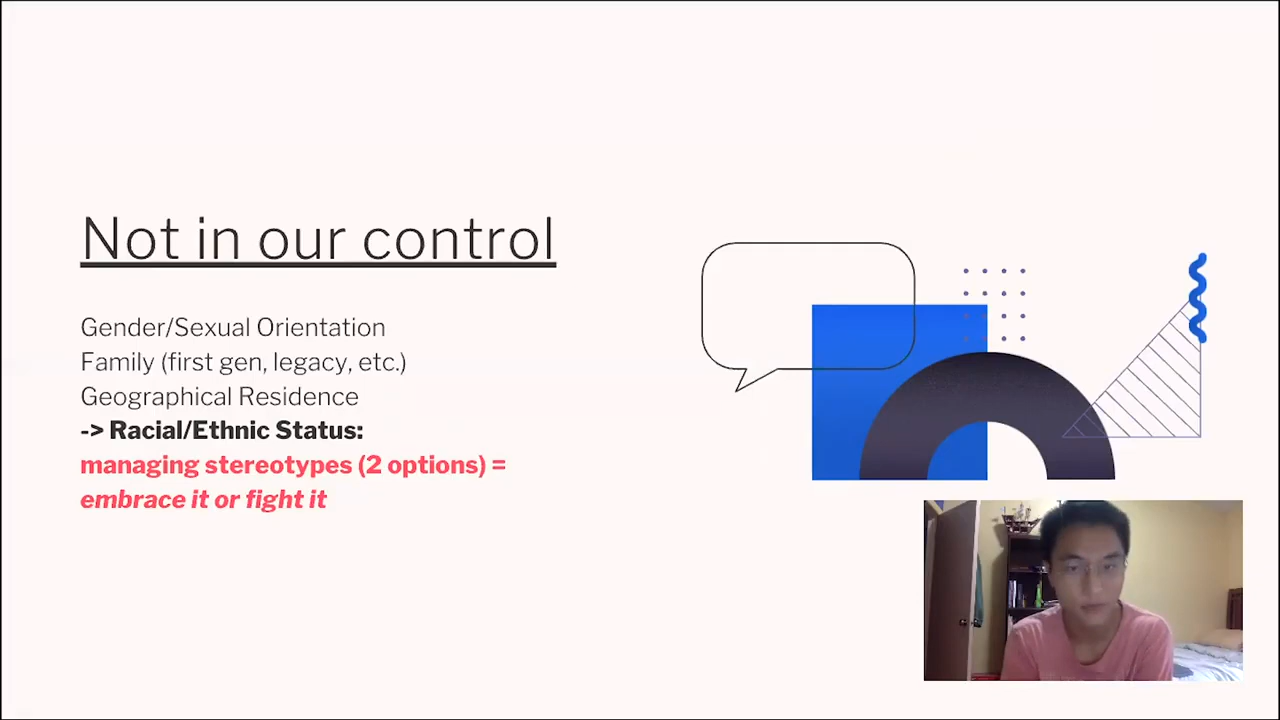 Not in our control
Gender/Sexual Orientation
Family (first gen, legacy, etc.)
Geographical Residence
-> Racial/Ethnic Status:
managing stereotypes (2 options) =
embrace it or fight it